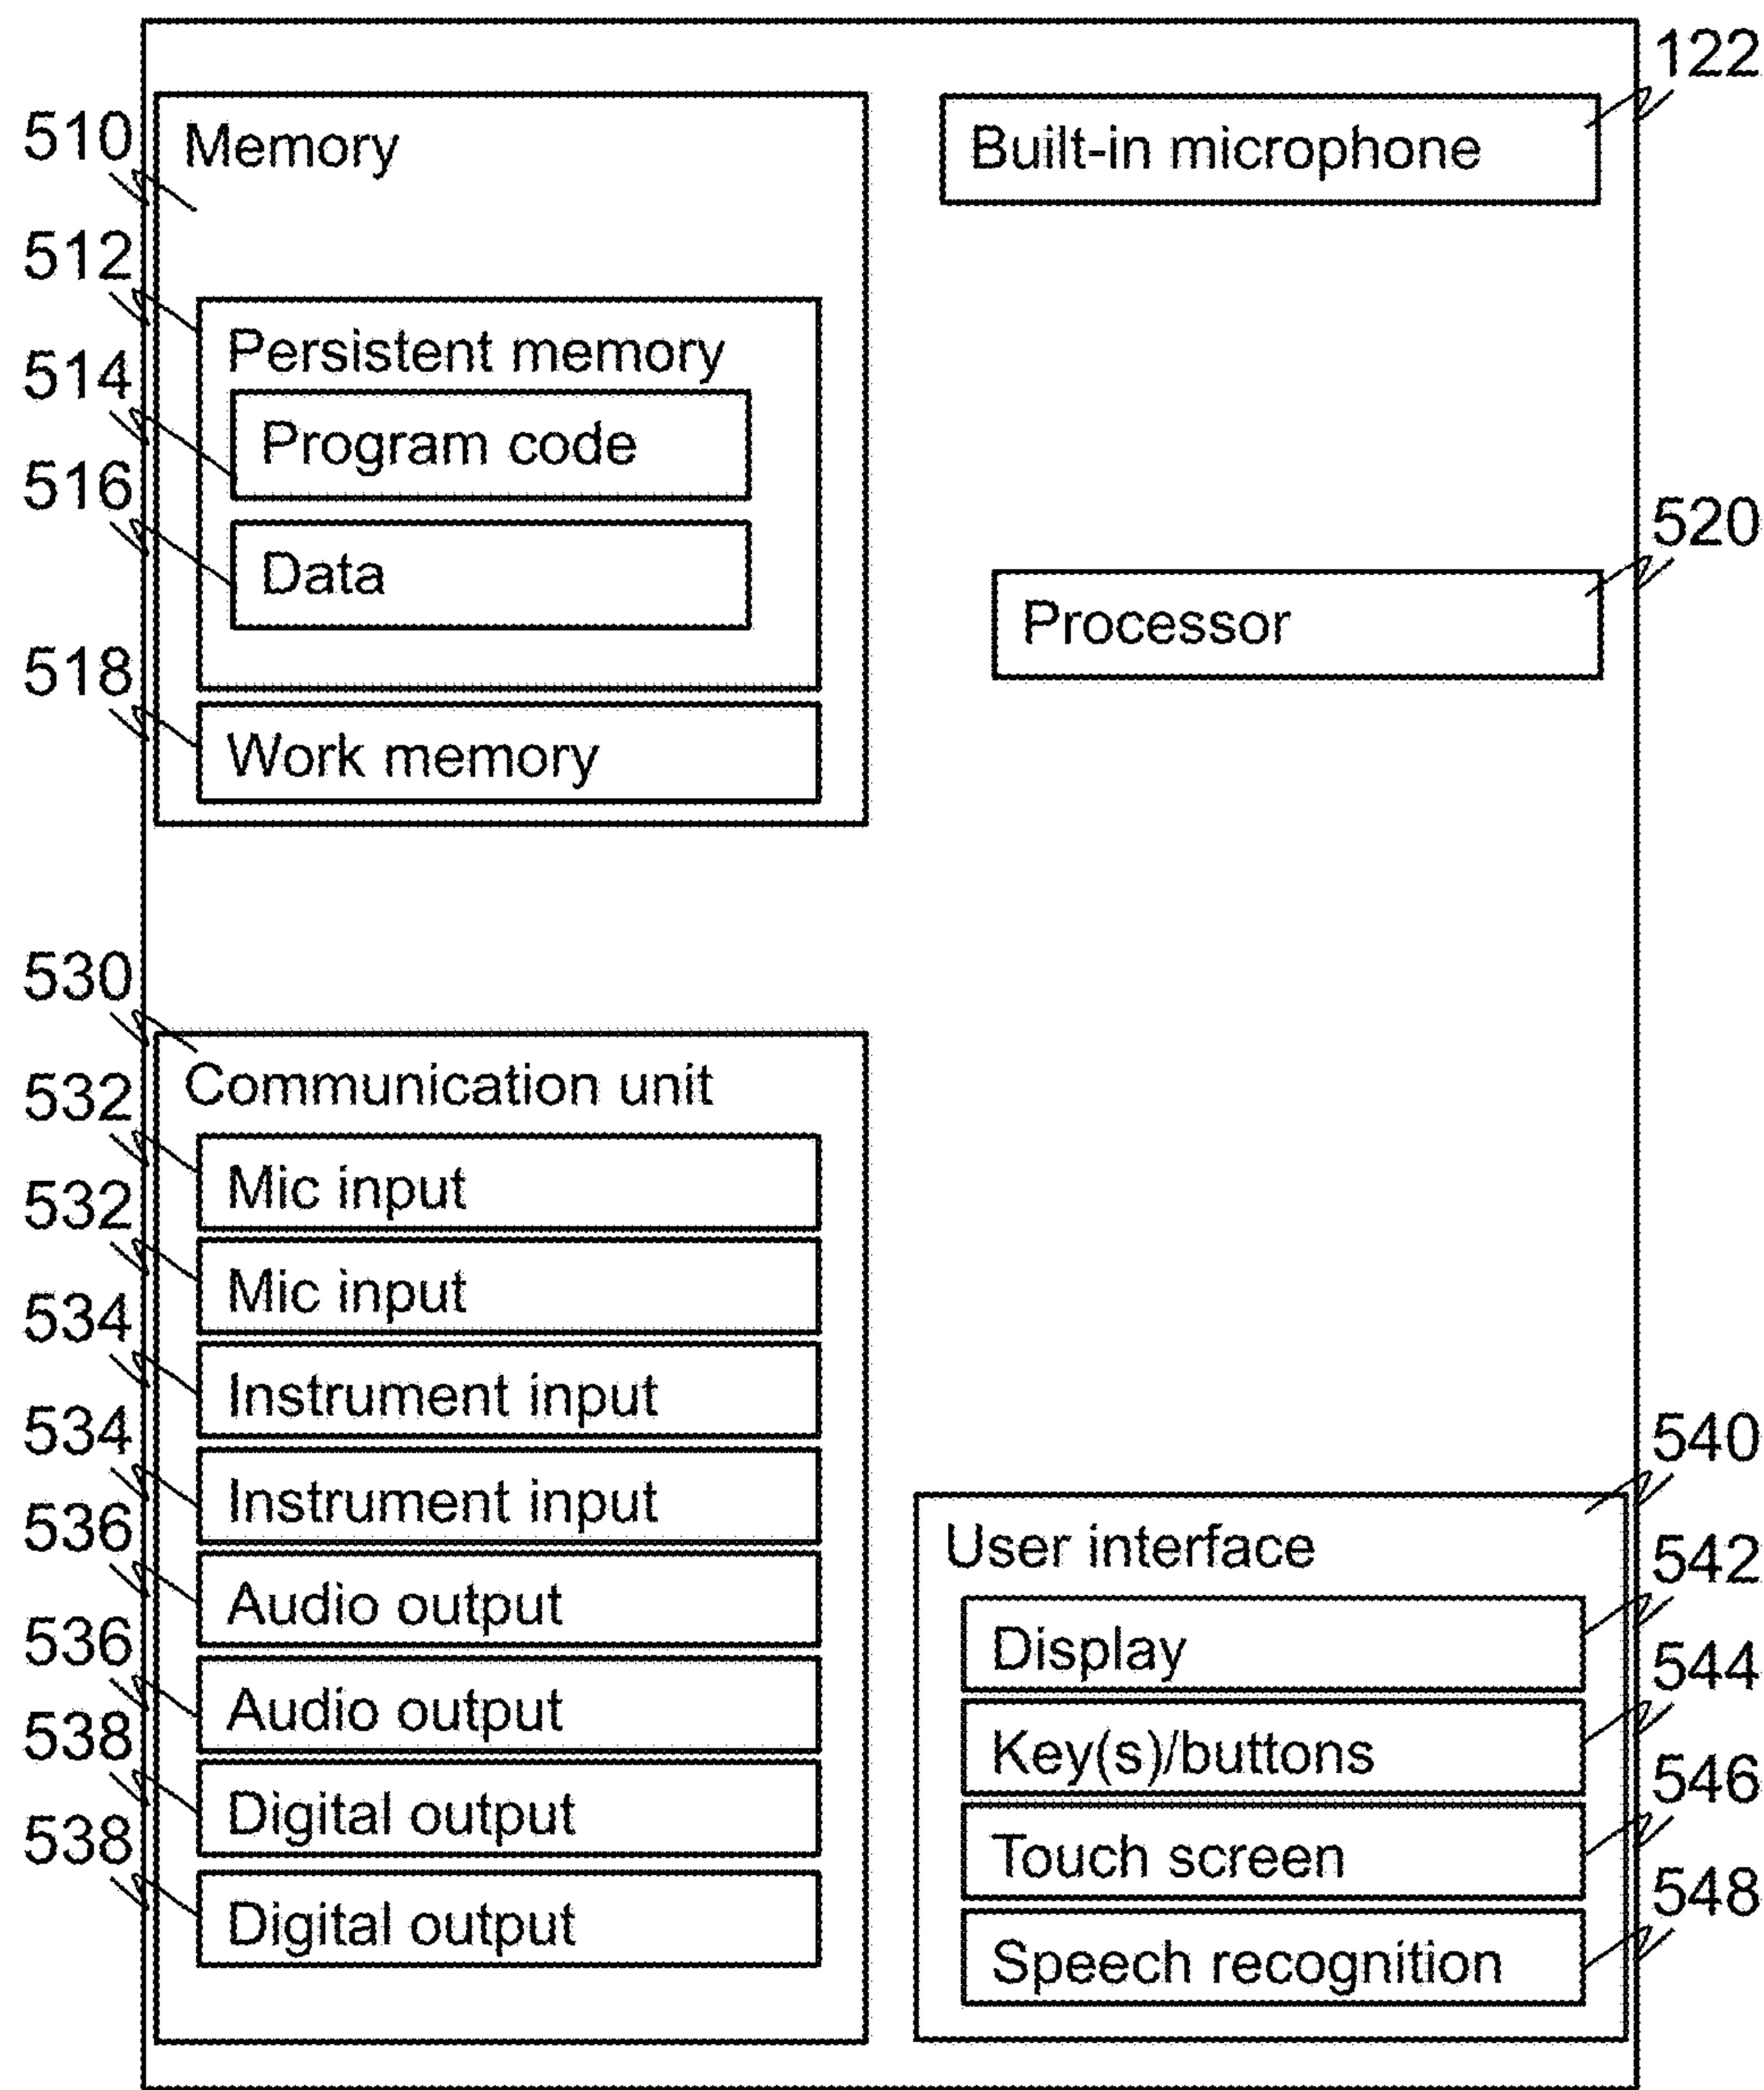 122
510
Memory
Built-in microphone
512
Persistent memory
514
Program code
516
Data
520
Processor
518
Work memory
530
Communication unit
532
Mic input
532
Mic input
534
Instrument input
534
Instrument input
536
Audio output
536
Audio output
538
Digital output
538
Digital output
540
User interface
542
Display
544
Key(s)/buttons
546
Touch screen
548
Speech recognition